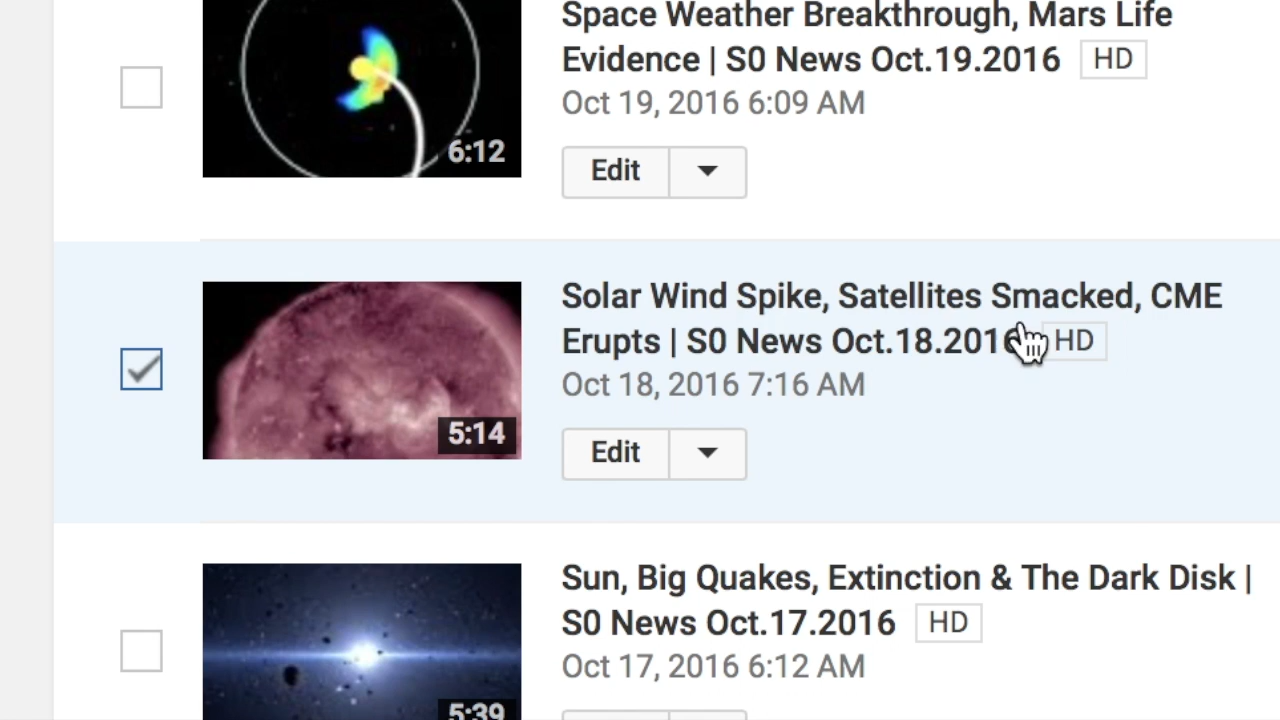 Space Weather Breakthrough, Mars Life
Evidence | S0 News Oct.19.2016 HD
Oct 19, 2016 6:09 AM
6:12
Edit
Solar Wind Spike, Satellites Smacked, CME
Erupts | S0 News Oct.18.2016 HD
Oct 18, 2016 7:16 AM
5:14
Edit
Sun, Big Quakes, Extinction & The Dark Disk |
S0 News Oct.17.2016 HD
Oct 17, 2016 6:12 AM
5:39